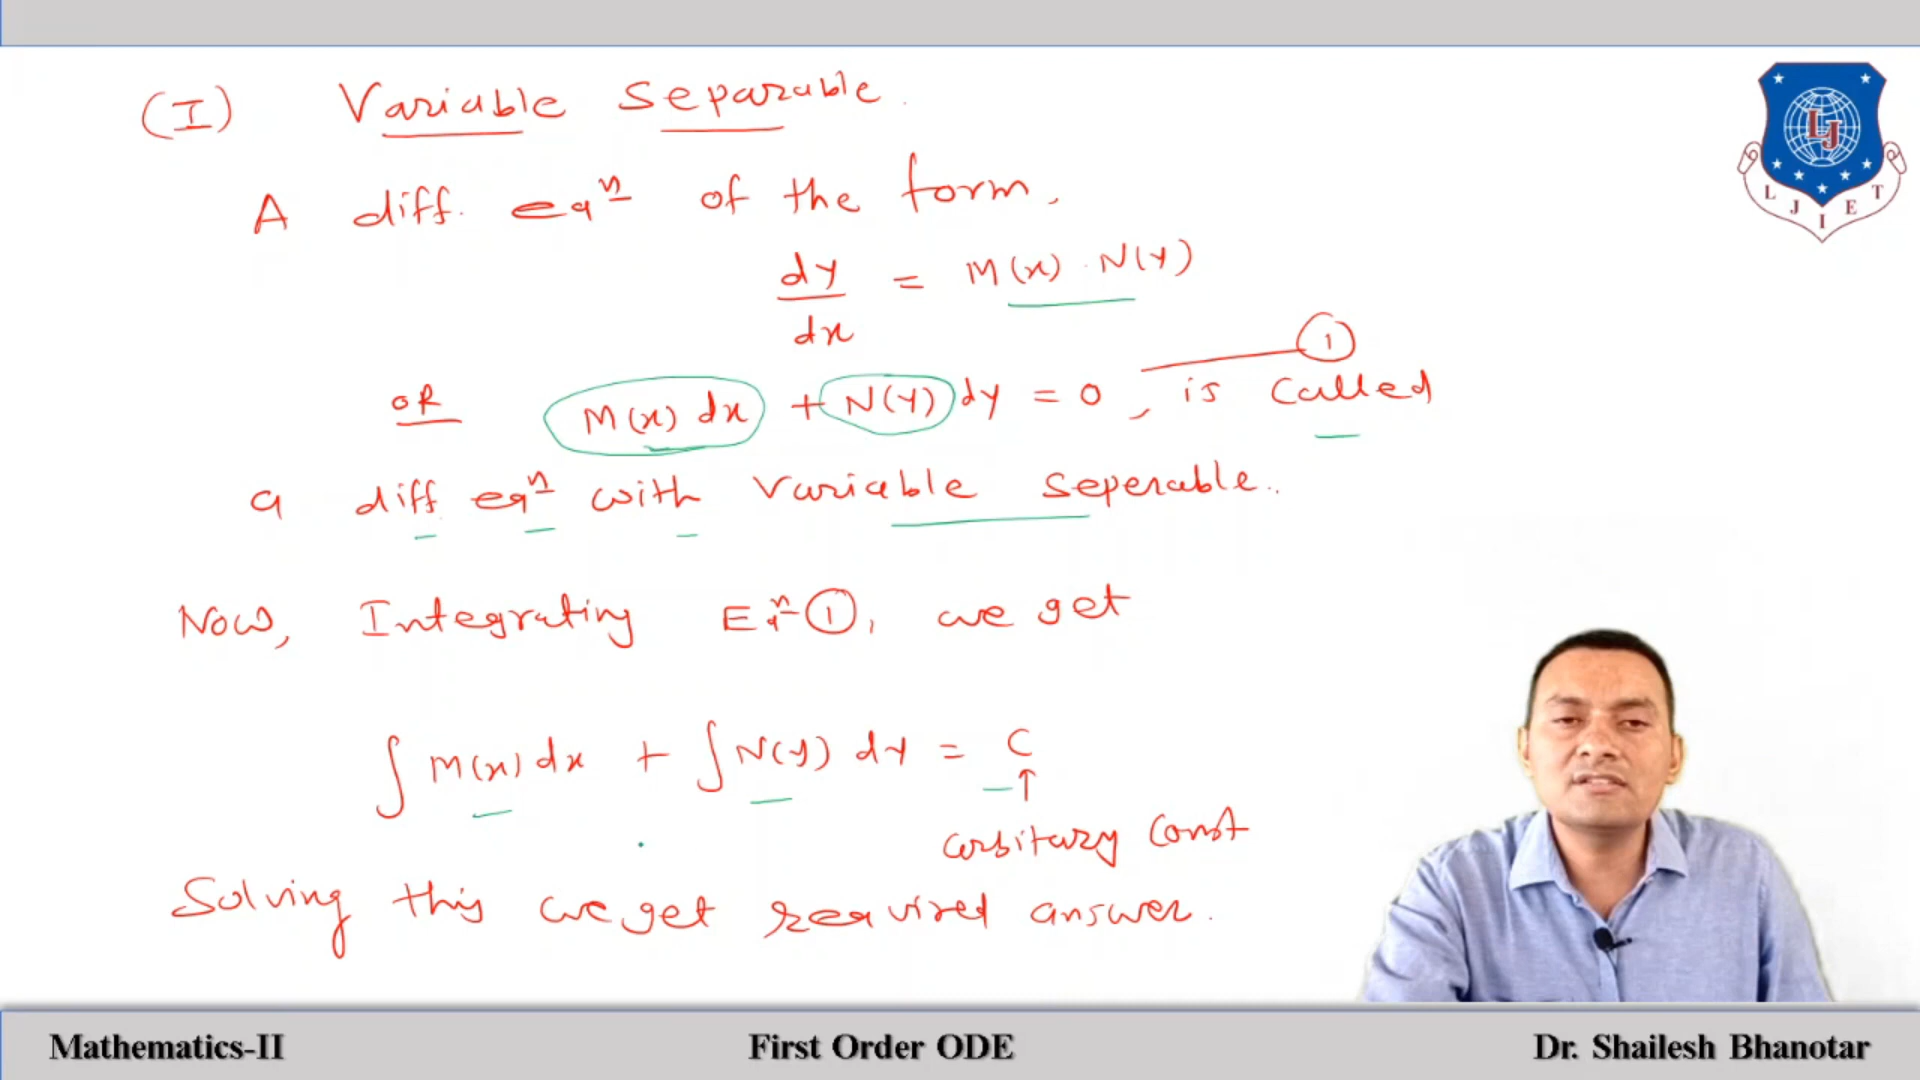 (I) Variable Separable.
A diff. eqⁿ of the form,
dy/dx = M(x) · N(y)
OR M(x) dx + N(y) dy = 0, ——— ① is called
a diff eqⁿ with variable seperable..
Now, Integrating Eqⁿ ①, we get
∫ M(x) dx + ∫ N(y) dy = C
↑
arbitary const
Solving this we get required answer.
LJ
L J I E T
Mathematics-II First Order ODE Dr. Shailesh Bhanotar